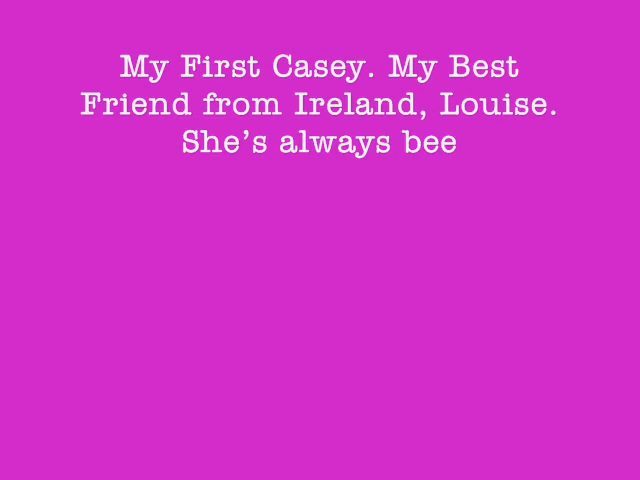 My First Casey. My Best
Friend from Ireland, Louise.
She’s always bee